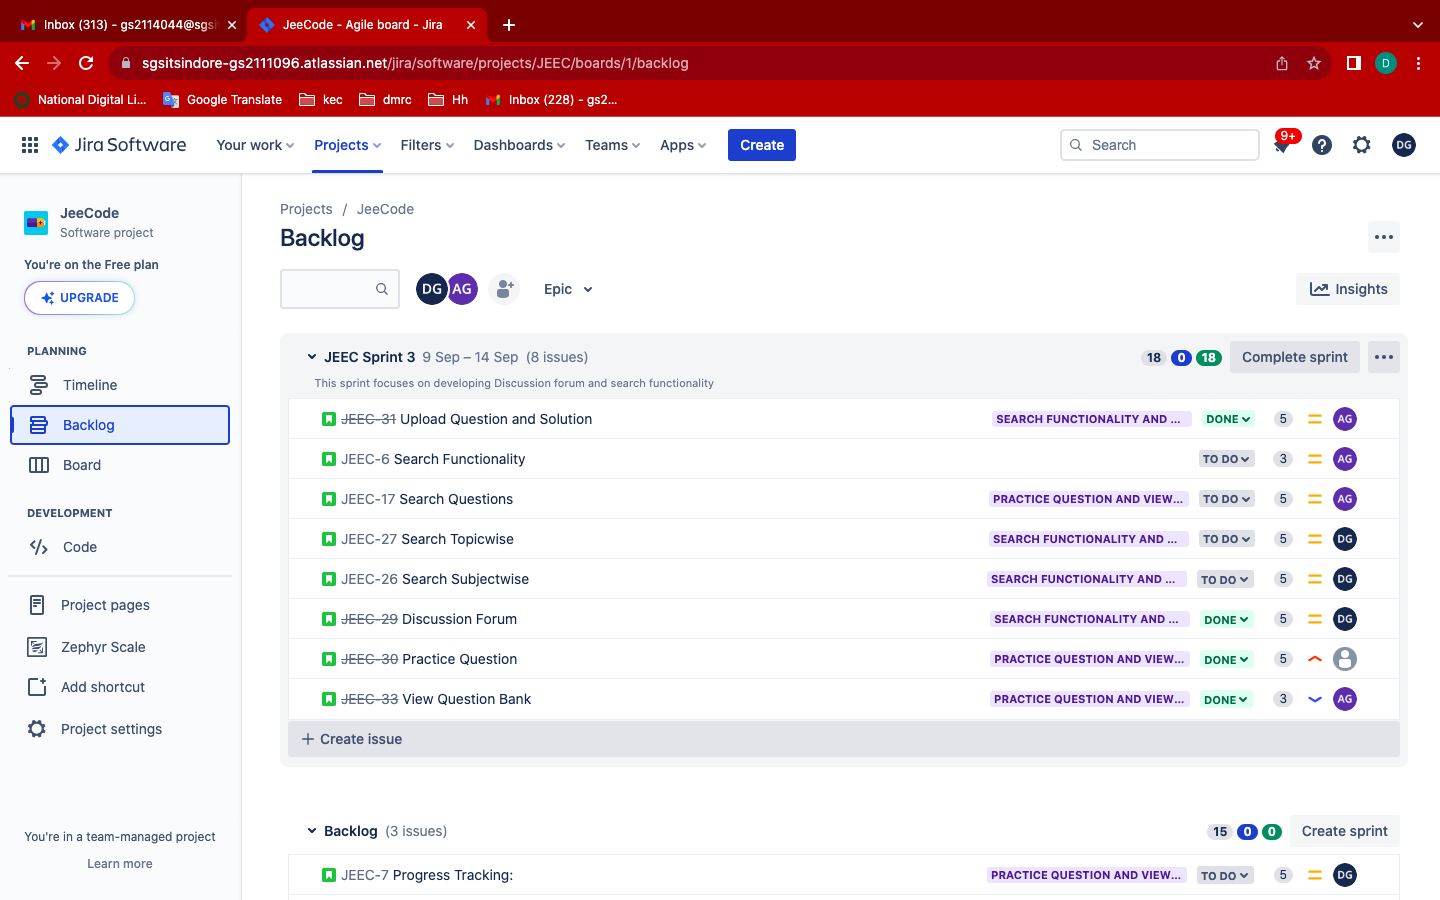 Inbox (313) - gs2114044@sgsi
JeeCode - Agile board - Jira
sgsitsindore-gs2111096.atlassian.net/jira/software/projects/JEEC/boards/1/backlog
D
National Digital Li...
Google Translate
kec
dmrc
Hh
Inbox (228) - gs2...
Jira Software
Your work
Projects
Filters
Dashboards
Teams
Apps
Create
Search
9+
DG
JeeCode
Software project
You're on the Free plan
UPGRADE
PLANNING
Timeline
Backlog
Board
DEVELOPMENT
Code
Project pages
Zephyr Scale
Add shortcut
Project settings
You're in a team-managed project
Learn more
Projects / JeeCode
Backlog
DG AG
Epic
Insights
JEEC Sprint 3 9 Sep – 14 Sep (8 issues) 18 0 18 Complete sprint
This sprint focuses on developing Discussion forum and search functionality
JEEC-31 Upload Question and Solution SEARCH FUNCTIONALITY AND ... DONE 5 AG
JEEC-6 Search Functionality TO DO 3 AG
JEEC-17 Search Questions PRACTICE QUESTION AND VIEW... TO DO 5 AG
JEEC-27 Search Topicwise SEARCH FUNCTIONALITY AND ... TO DO 5 DG
JEEC-26 Search Subjectwise SEARCH FUNCTIONALITY AND ... TO DO 5 DG
JEEC-29 Discussion Forum SEARCH FUNCTIONALITY AND ... DONE 5 DG
JEEC-30 Practice Question PRACTICE QUESTION AND VIEW... DONE 5
JEEC-33 View Question Bank PRACTICE QUESTION AND VIEW... DONE 3 AG
Create issue
Backlog (3 issues) 15 0 0 Create sprint
JEEC-7 Progress Tracking: PRACTICE QUESTION AND VIEW... TO DO 5 DG